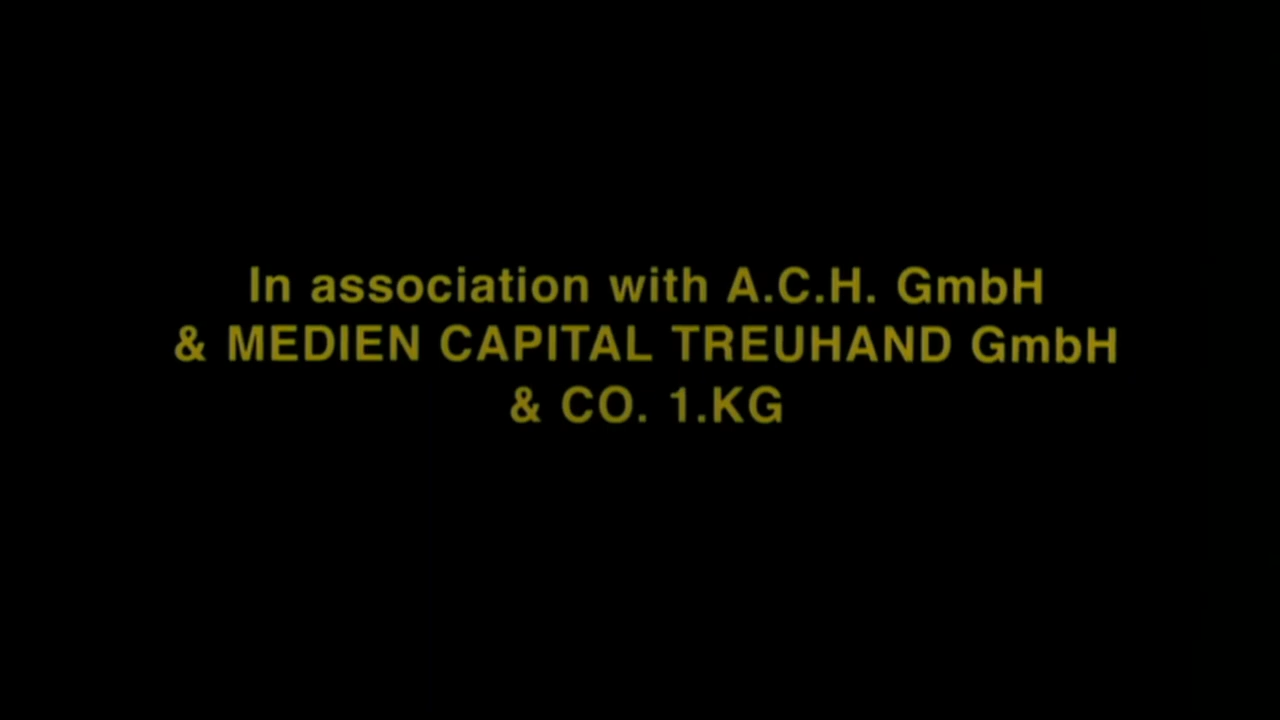 In association with A.C.H. GmbH
& MEDIEN CAPITAL TREUHAND GmbH
& CO. 1.KG